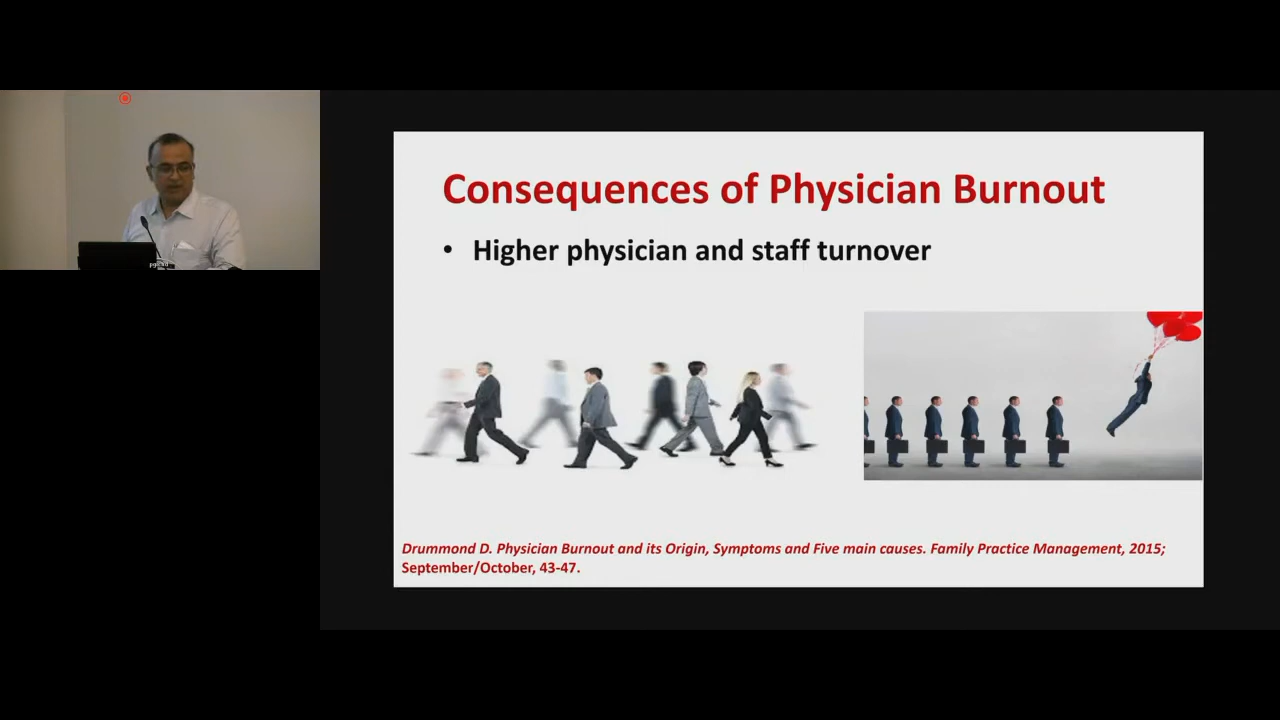 Consequences of Physician Burnout
• Higher physician and staff turnover
Drummond D. Physician Burnout and its Origin, Symptoms and Five main causes. Family Practice Management, 2015;
September/October, 43-47.